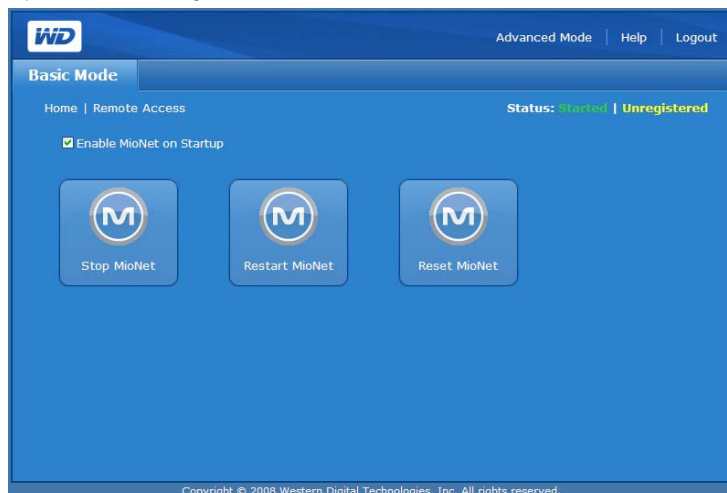 WD
Advanced Mode | Help | Logout
Basic Mode
Home | Remote Access
Status: Started | Unregistered
Enable MioNet on Startup
Stop MioNet
Restart MioNet
Reset MioNet
Copyright © 2008 Western Digital Technologies, Inc. All rights reserved.